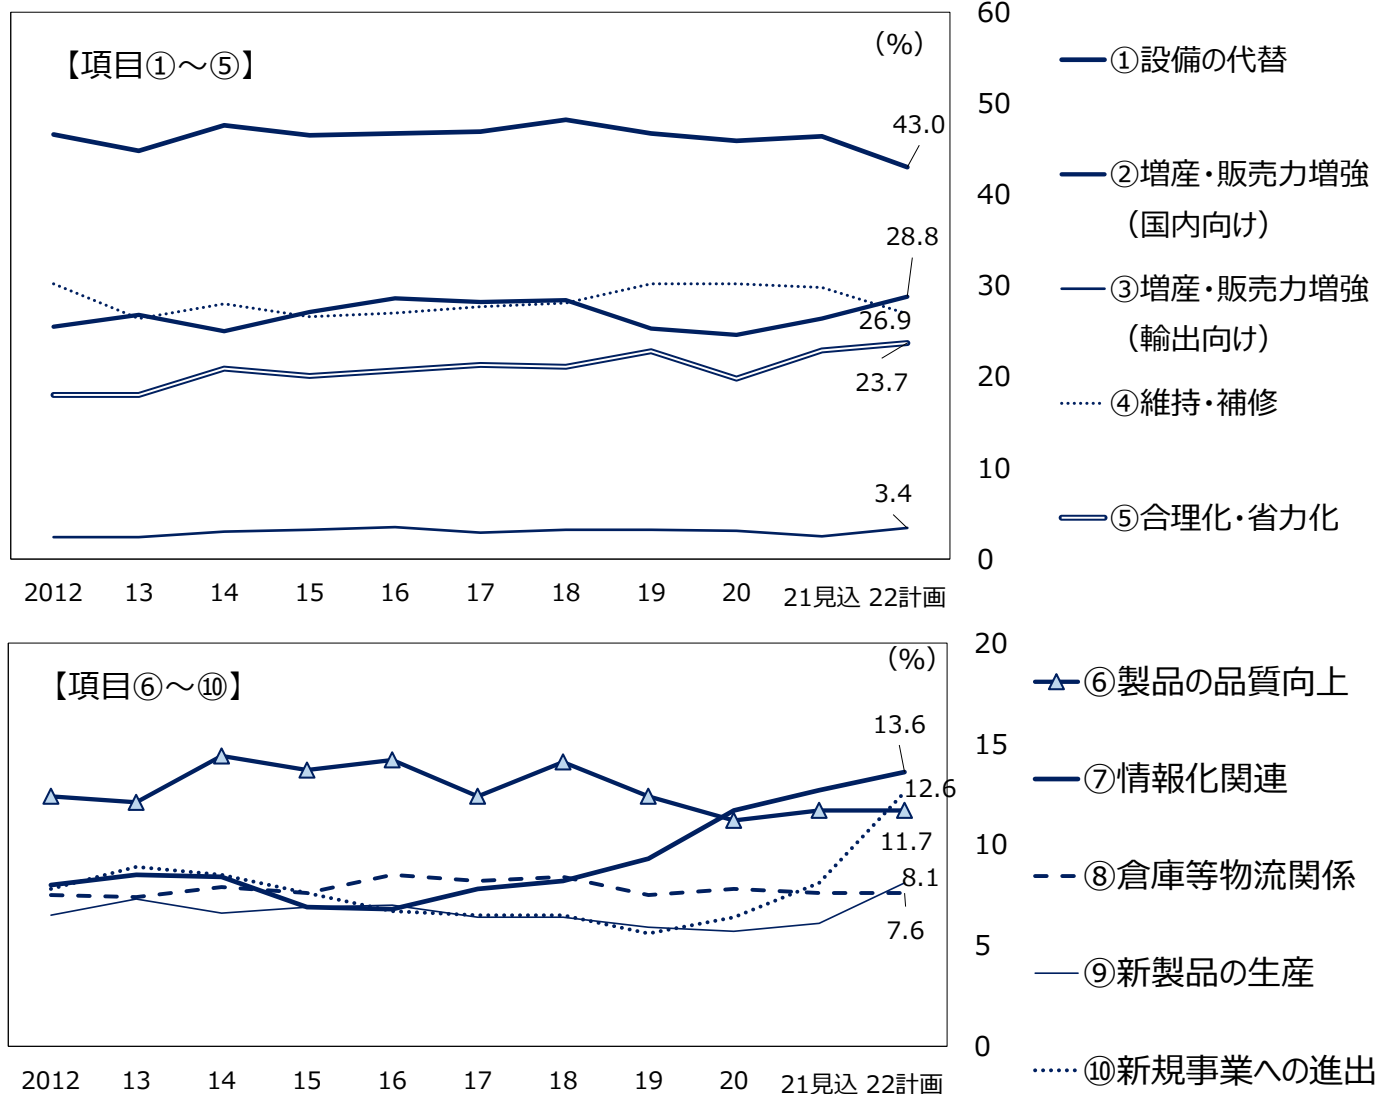 【項目①～⑤】
（%）
60
50
40
30
20
10
0
43.0
28.8
26.9
23.7
3.4
2012 13 14 15 16 17 18 19 20 21見込 22計画
①設備の代替
②増産・販売力増強
（国内向け）
③増産・販売力増強
（輸出向け）
④維持・補修
⑤合理化・省力化
【項目⑥～⑩】
（%）
20
15
10
5
0
13.6
12.6
11.7
8.1
7.6
2012 13 14 15 16 17 18 19 20 21見込 22計画
⑥製品の品質向上
⑦情報化関連
⑧倉庫等物流関係
⑨新製品の生産
⑩新規事業への進出